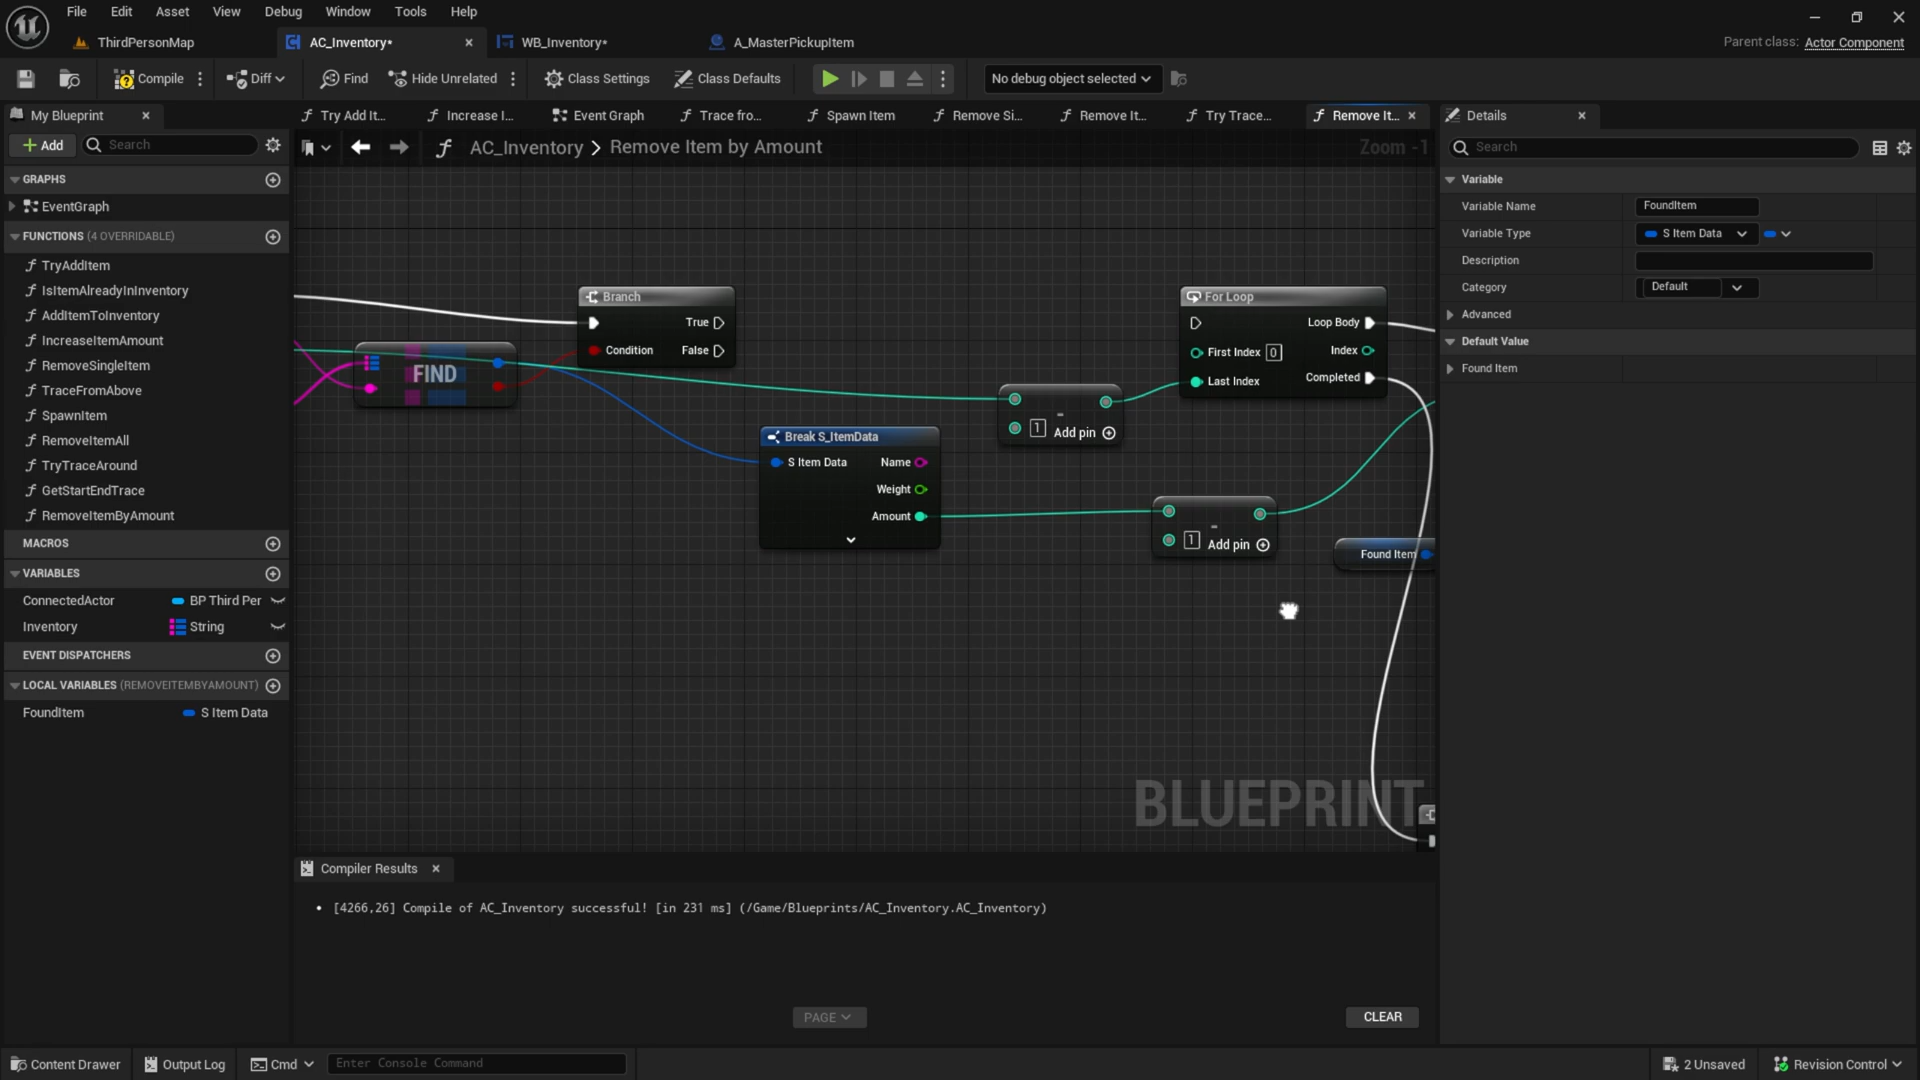 File Edit Asset View Debug Window Tools Help
ThirdPersonMap AC_Inventory* WB_Inventory* A_MasterPickupItem Parent class: Actor Component
Compile Diff Find Hide Unrelated Class Settings Class Defaults No debug object selected
My Blueprint Try Add It... Increase I... Event Graph Trace fro... Spawn Item Remove Si... Remove It... Try Trace... Remove It... Details
Add Search AC_Inventory > Remove Item by Amount Zoom -1 Search
GRAPHS
EventGraph
FUNCTIONS (4 OVERRIDABLE)
TryAddItem
IsItemAlreadyInInventory
AddItemToInventory
IncreaseItemAmount
RemoveSingleItem
TraceFromAbove
SpawnItem
RemoveItemAll
TryTraceAround
GetStartEndTrace
RemoveItemByAmount
MACROS
VARIABLES
ConnectedActor BP Third Per
Inventory String
EVENT DISPATCHERS
LOCAL VARIABLES (REMOVEITEMBYAMOUNT)
FoundItem S Item Data
Branch
True
Condition False
FIND
Break S_ItemData
S Item Data Name
Weight
Amount
-
1 Add pin
For Loop
Loop Body
First Index 0 Index
Last Index Completed
-
1 Add pin
Found Item
BLUEPRINT
Variable
Variable Name FoundItem
Variable Type S Item Data
Description
Category Default
Advanced
Default Value
Found Item
Compiler Results
[4266,26] Compile of AC_Inventory successful! [in 231 ms] (/Game/Blueprints/AC_Inventory.AC_Inventory)
PAGE CLEAR
Content Drawer Output Log Cmd Enter Console Command 2 Unsaved Revision Control